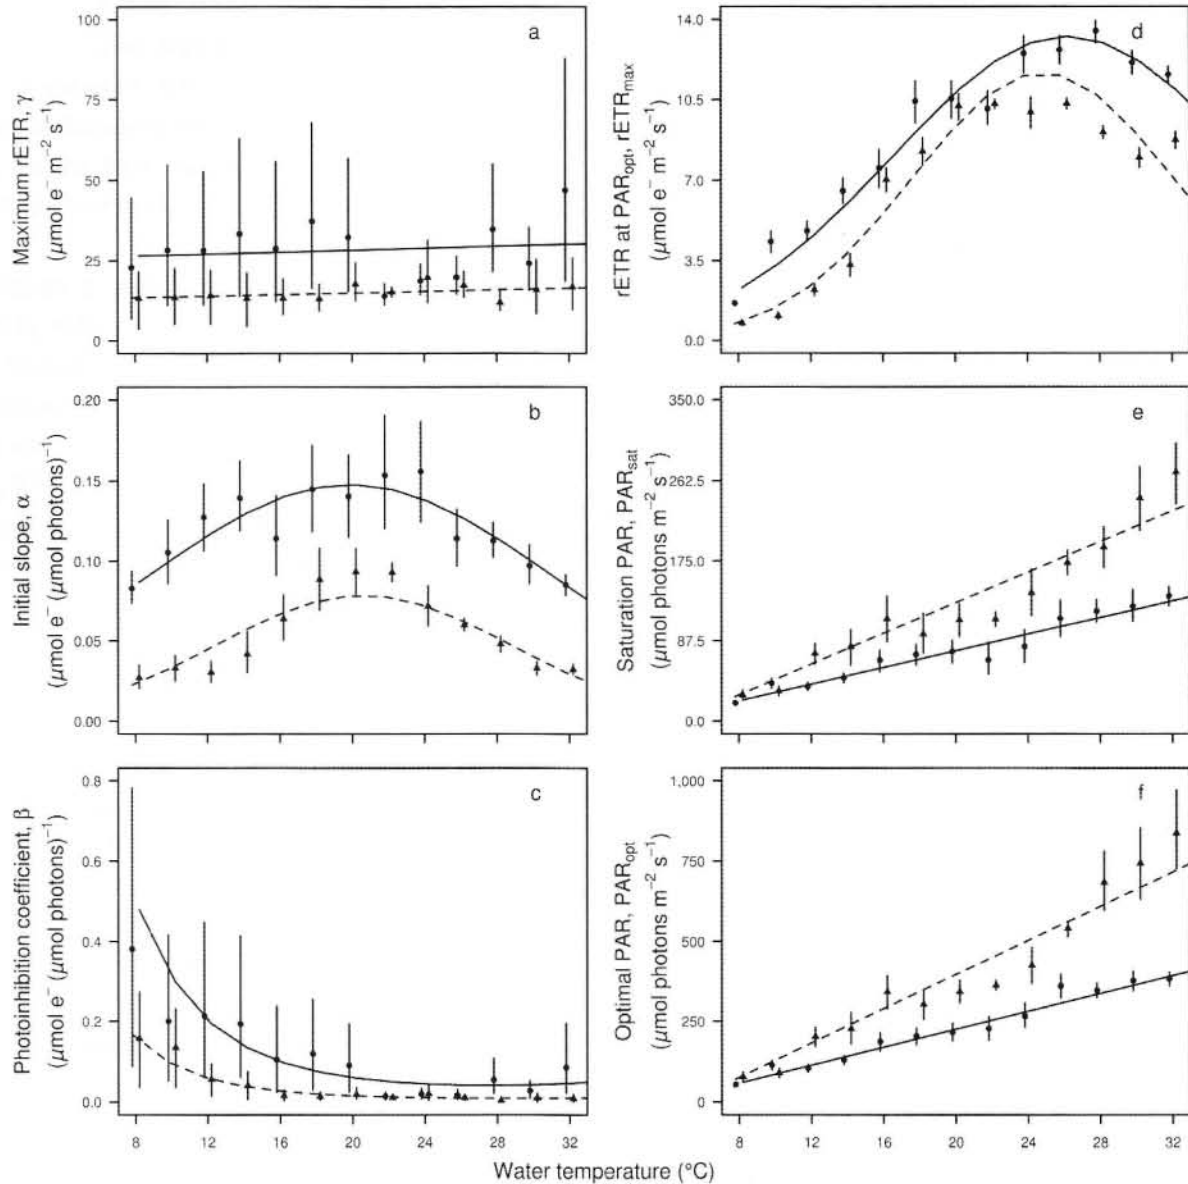 a
Maximum rETR, γ
(μmol e⁻ m⁻² s⁻¹)
100
75
50
25
0
b
Initial slope, α
(μmol e⁻ (μmol photons)⁻¹)
0.20
0.15
0.10
0.05
0.00
c
Photoinhibition coefficient, β
(μmol e⁻ (μmol photons)⁻¹)
0.8
0.6
0.4
0.2
0.0
8 12 16 20 24 28 32
d
rETR at PARopt, rETRmax
(μmol e⁻ m⁻² s⁻¹)
14.0
10.5
7.0
3.5
0.0
e
Saturation PAR, PARsat
(μmol photons m⁻² s⁻¹)
350.0
262.5
175.0
87.5
0.0
f
Optimal PAR, PARopt
(μmol photons m⁻² s⁻¹)
1,000
750
500
250
0
8 12 16 20 24 28 32
Water temperature (°C)